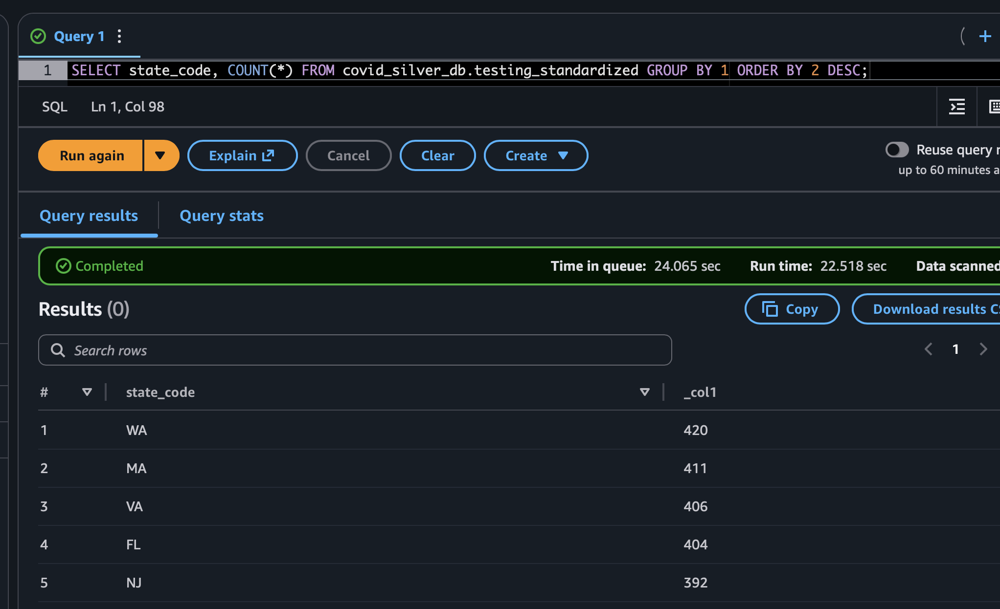 Query 1
1 SELECT state_code, COUNT(*) FROM covid_silver_db.testing_standardized GROUP BY 1 ORDER BY 2 DESC;
SQL Ln 1, Col 98
Run again Explain Cancel Clear Create Reuse query
up to 60 minutes
Query results Query stats
Completed Time in queue: 24.065 sec Run time: 22.518 sec Data scanned
Results (0) Copy Download results
Search rows 1
# state_code _col1
1 WA 420
2 MA 411
3 VA 406
4 FL 404
5 NJ 392